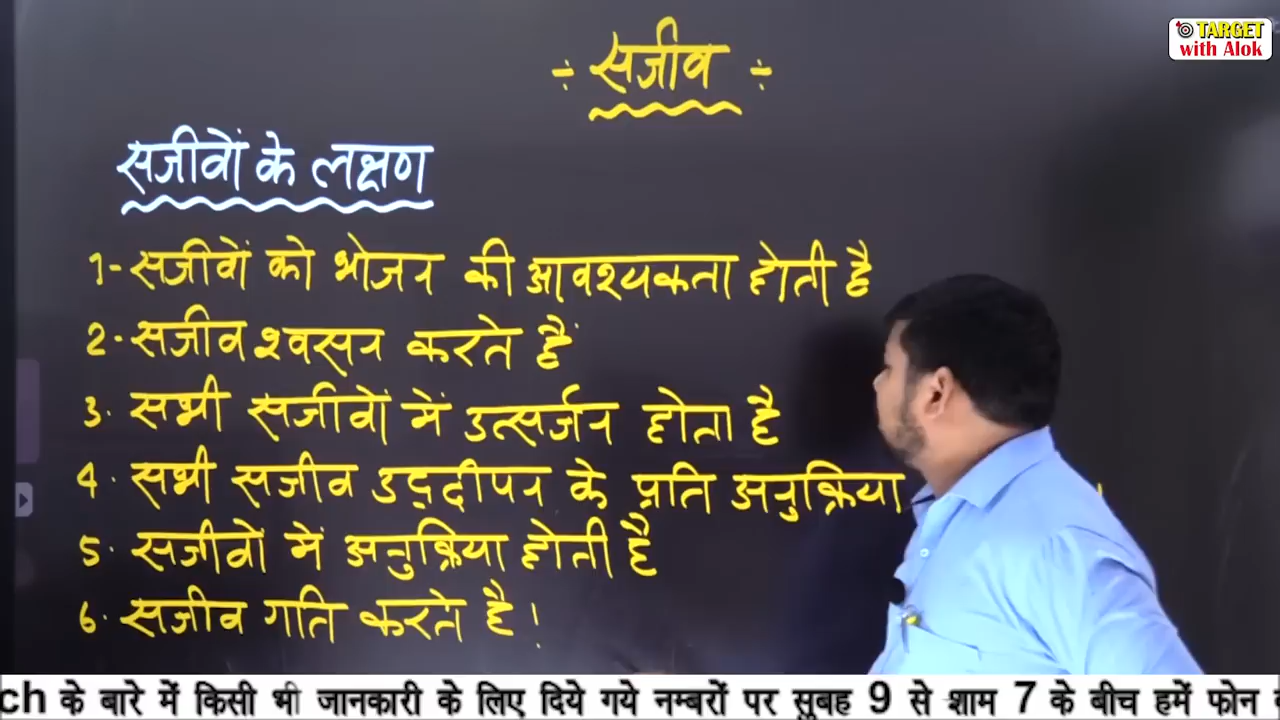 TARGET
with Alok
÷ सजीव ÷
सजीवों के लक्षण
1- सजीवों को भोजन की आवश्यकता होती है
2. सजीव श्वसन करते हैं
3. सभी सजीवों में उत्सर्जन होता है
4. सभी सजीव उद्दीपन के प्रति अनुक्रिया
5. सजीवों में अनुक्रिया होती है
6. सजीव गति करते है !
ch के बारे में किसी भी जानकारी के लिए दिये गये नम्बरों पर सुबह 9 से शाम 7 के बीच हमें फोन